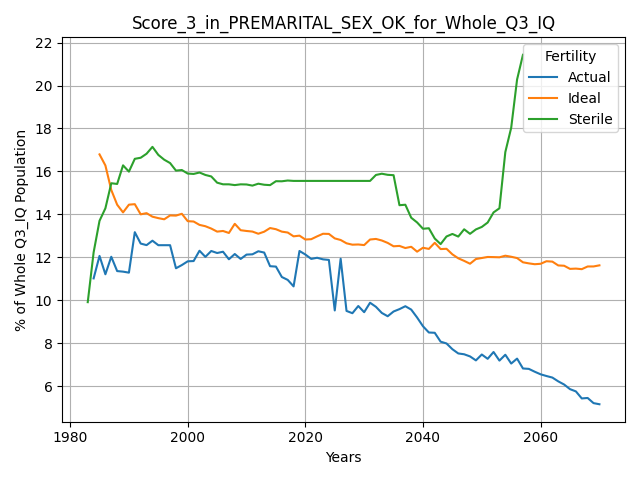 Score_3_in_PREMARITAL_SEX_OK_for_Whole_Q3_IQ
% of Whole Q3_IQ Population
22
20
18
16
14
12
10
8
6
Fertility
Actual
Ideal
Sterile
1980 2000 2020 2040 2060
Years